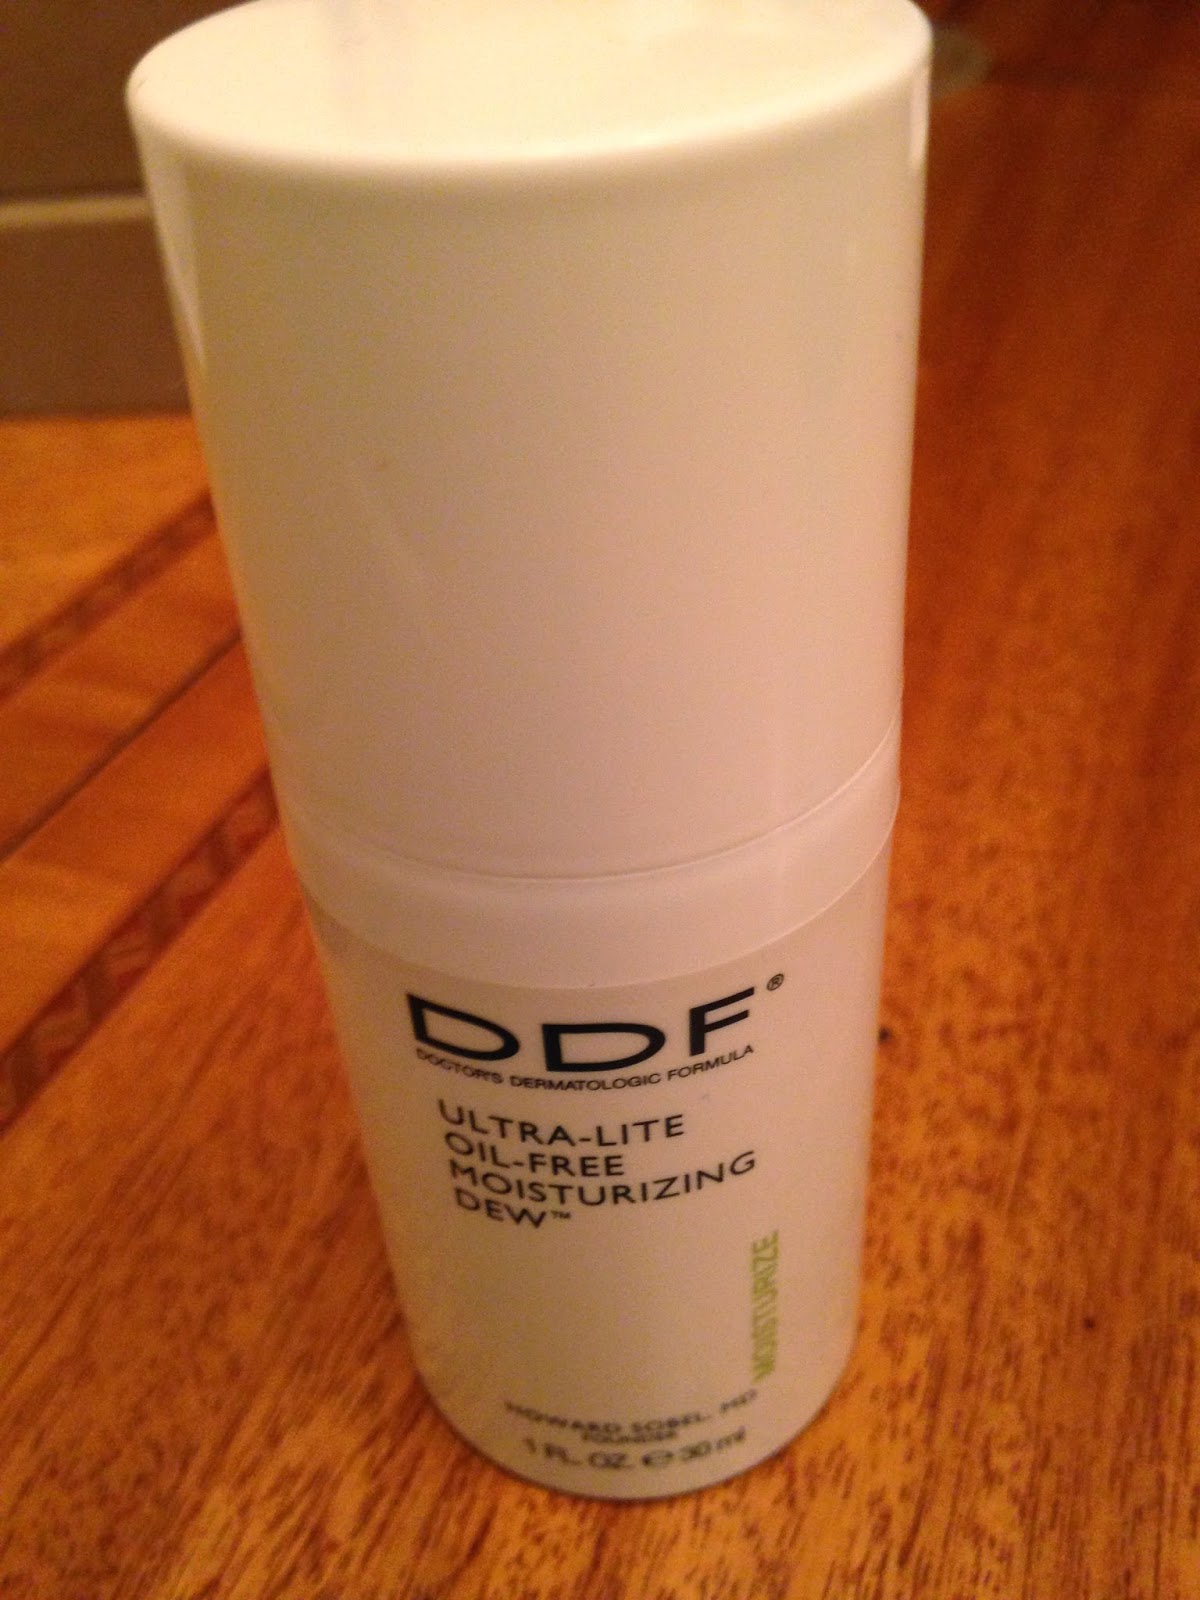 DDF®
DOCTOR'S DERMATOLOGIC FORMULA
ULTRA-LITE
OIL-FREE
MOISTURIZING
DEW™
MOISTURIZE
HOWARD SOBEL, MD
FOUNDER
1 FL. OZ. ℮ 30 ml